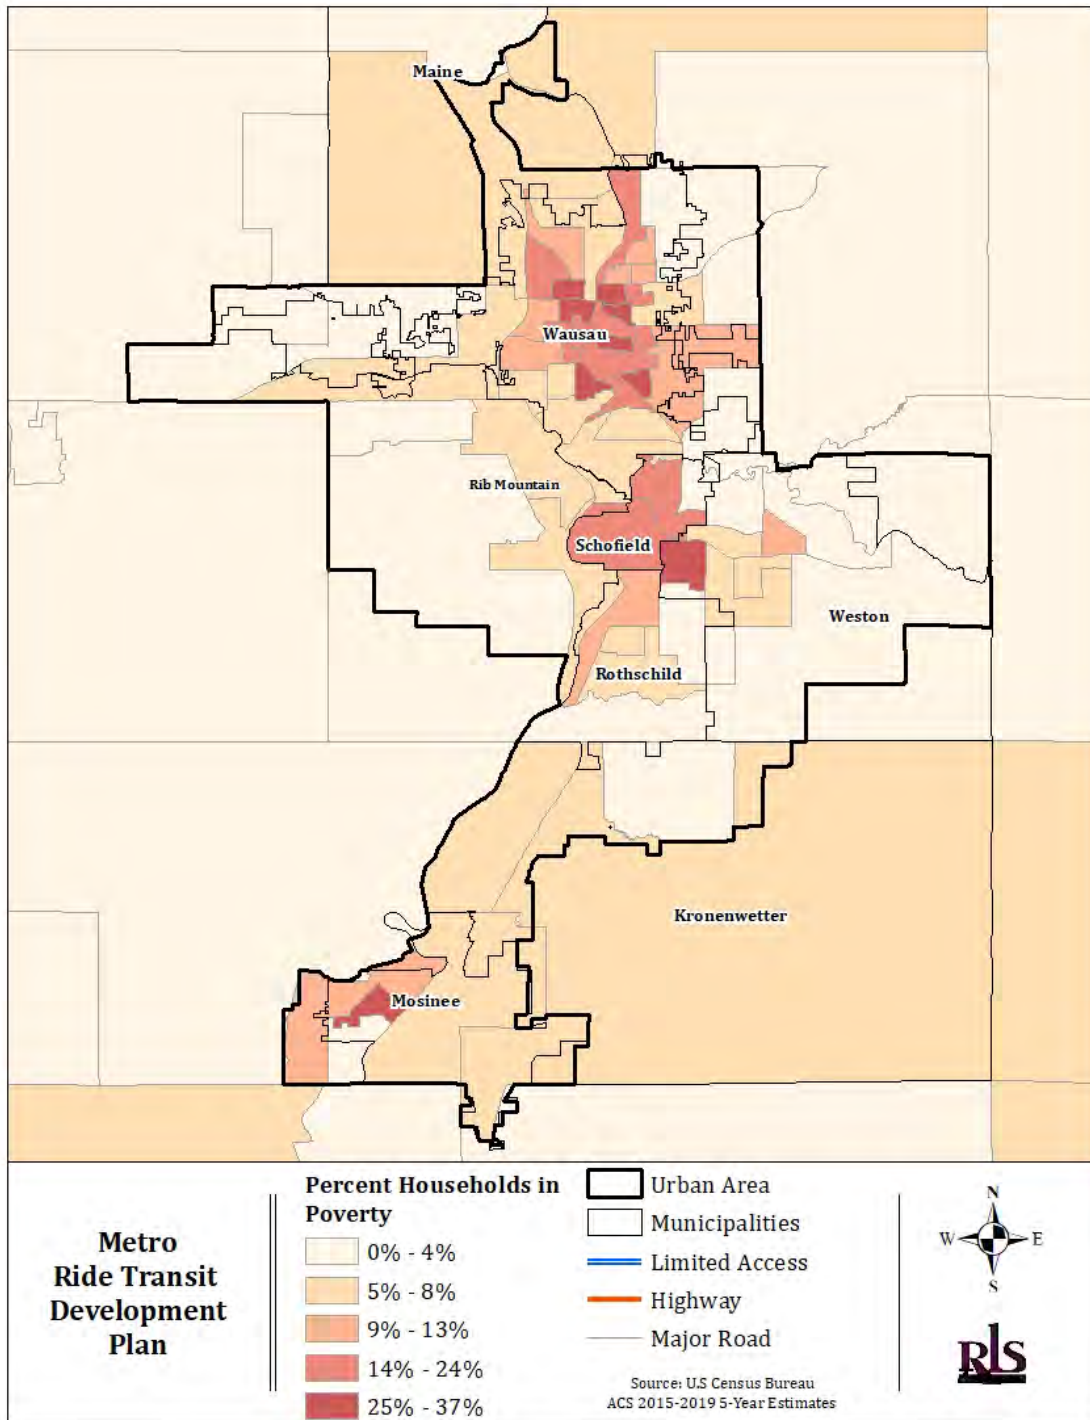 Maine
Wausau
Rib Mountain
Schofield
Weston
Rothschild
Kronenwetter
Mosinee
Metro
Ride Transit
Development
Plan
Percent Households in
Poverty
0% - 4%
5% - 8%
9% - 13%
14% - 24%
25% - 37%
Urban Area
Municipalities
Limited Access
Highway
Major Road
Source: U.S Census Bureau
ACS 2015-2019 5-Year Estimates
N
W E
S
RLS